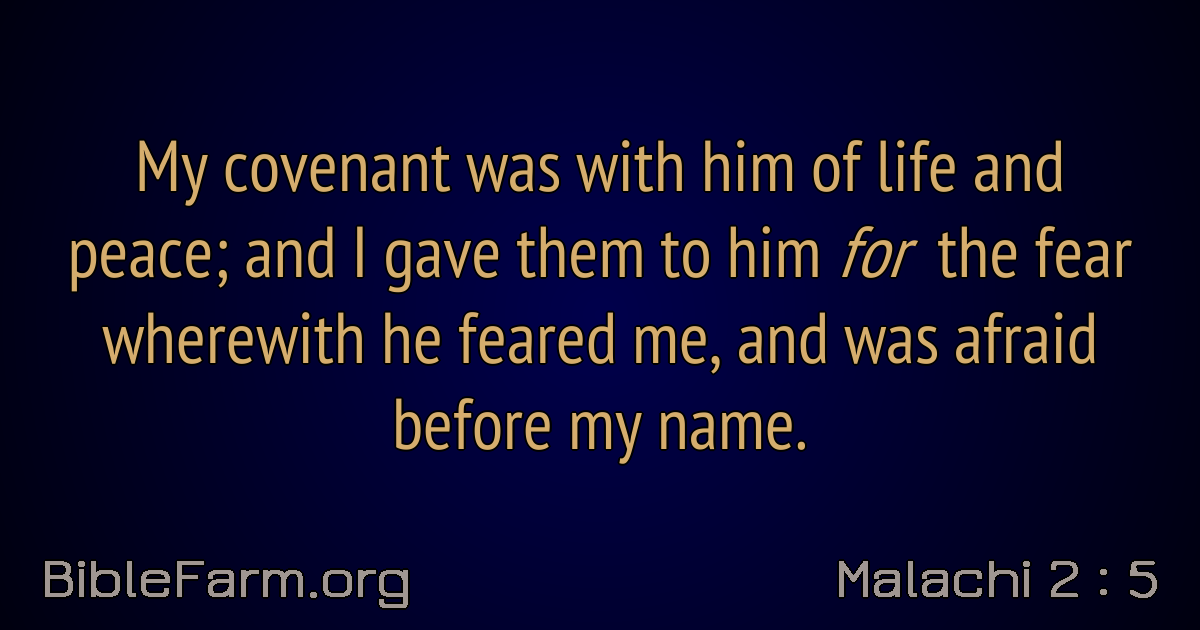 My covenant was with him of life and
peace; and I gave them to him for the fear
wherewith he feared me, and was afraid
before my name.
BibleFarm.org
Malachi 2 : 5